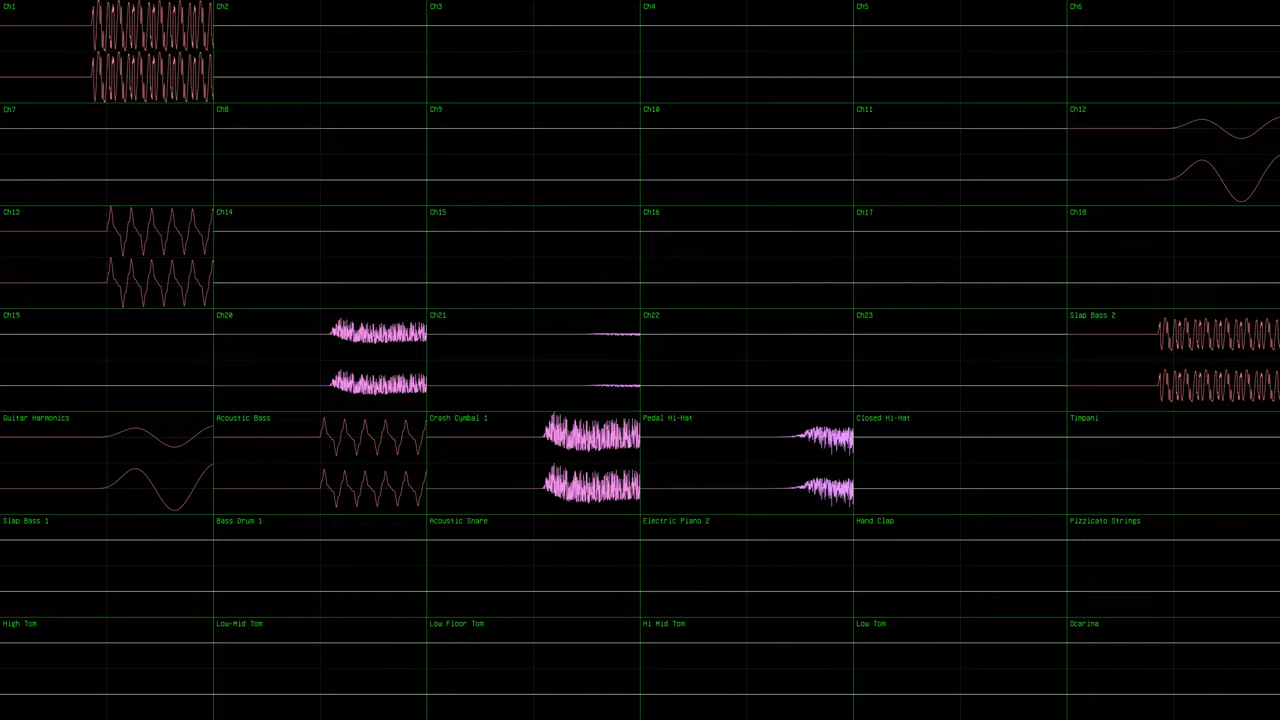 Ch1 Ch2 Ch3 Ch4 Ch5 Ch6
Ch7 Ch8 Ch9 Ch10 Ch11 Ch12
Ch13 Ch14 Ch15 Ch16 Ch17 Ch18
Ch19 Ch20 Ch21 Ch22 Ch23 Slap Bass 2
Guitar Harmonics Acoustic Bass Crash Cymbal 1 Pedal Hi-Hat Closed Hi-Hat Timpani
Slap Bass 1 Bass Drum 1 Acoustic Snare Electric Piano 2 Hand Clap Pizzicato Strings
High Tom Low-Mid Tom Low Floor Tom Hi Mid Tom Low Tom Ocarina